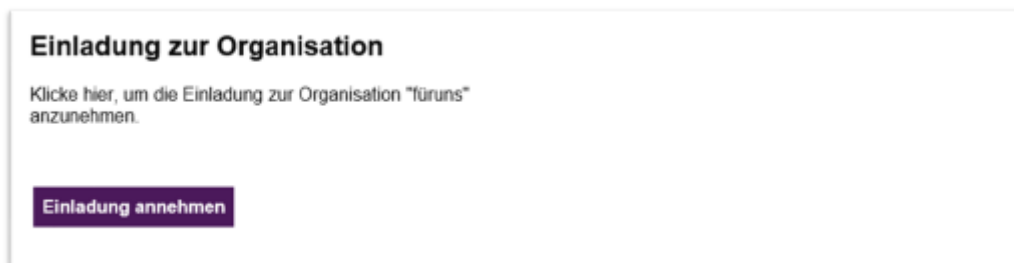 Einladung zur Organisation
Klicke hier, um die Einladung zur Organisation "füruns"
anzunehmen.
Einladung annehmen